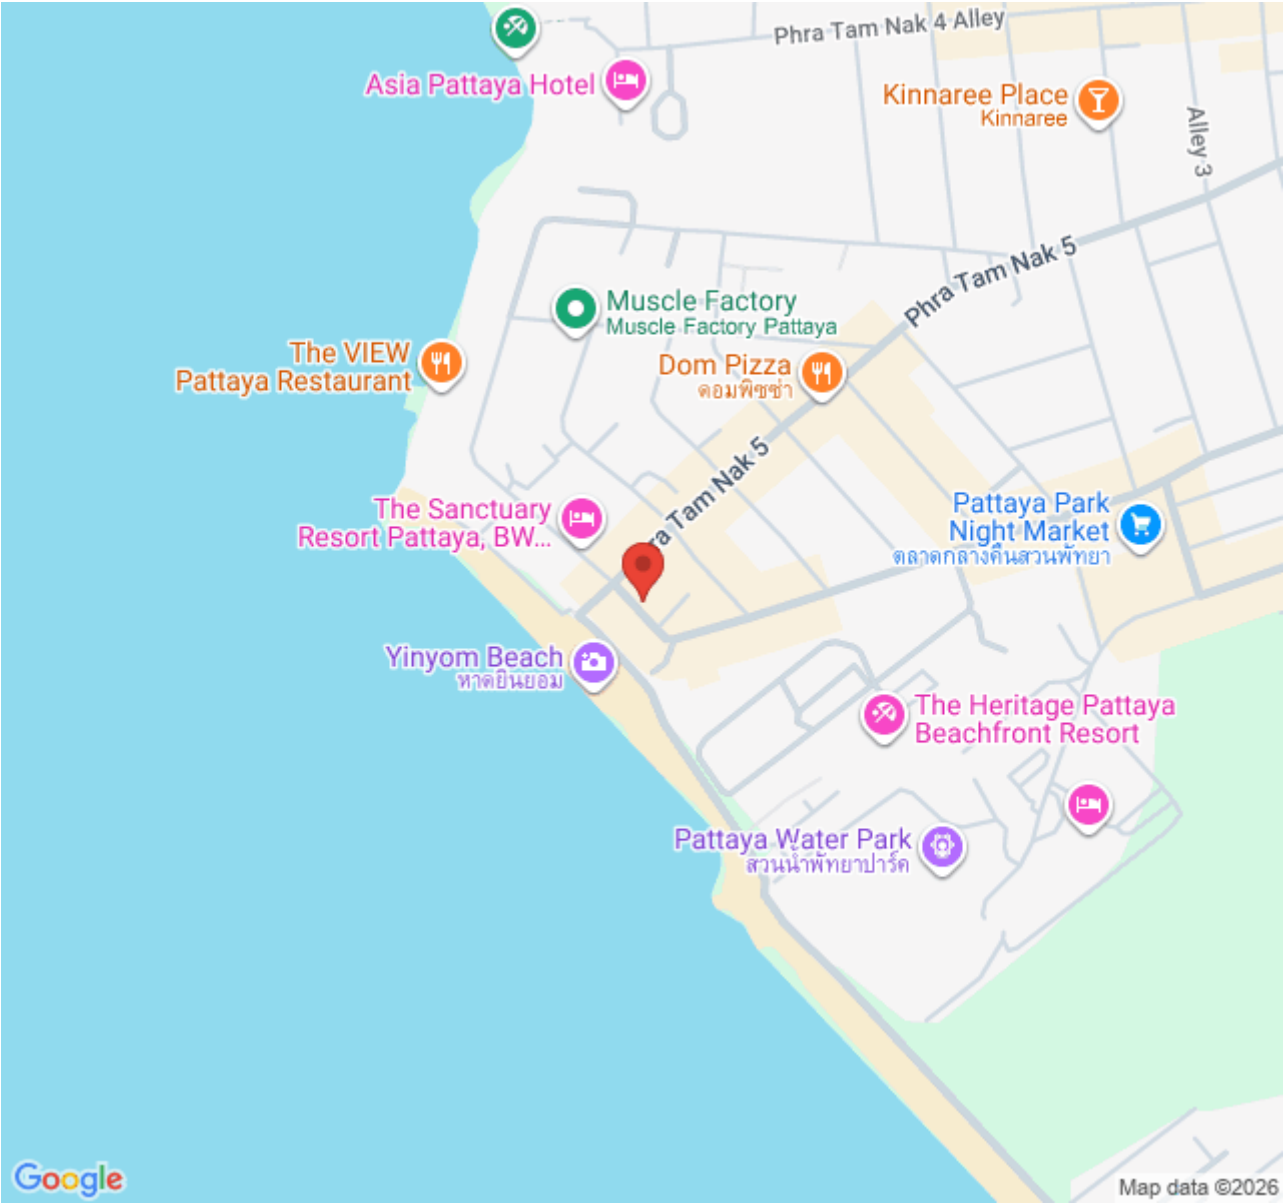 Phra Tam Nak 4 Alley
Asia Pattaya Hotel
Kinnaree Place
Kinnaree
Alley 3
Phra Tam Nak 5
Muscle Factory
Muscle Factory Pattaya
The VIEW
Pattaya Restaurant
Dom Pizza
ดอมพิซซ่า
ra Tam Nak 5
The Sanctuary
Resort Pattaya, BW...
Pattaya Park
Night Market
ตลาดกลางคืนสวนพัทยา
Yinyom Beach
หาดยินยอม
The Heritage Pattaya
Beachfront Resort
Pattaya Water Park
สวนน้ำพัทยาปาร์ค
Google
Map data ©2026